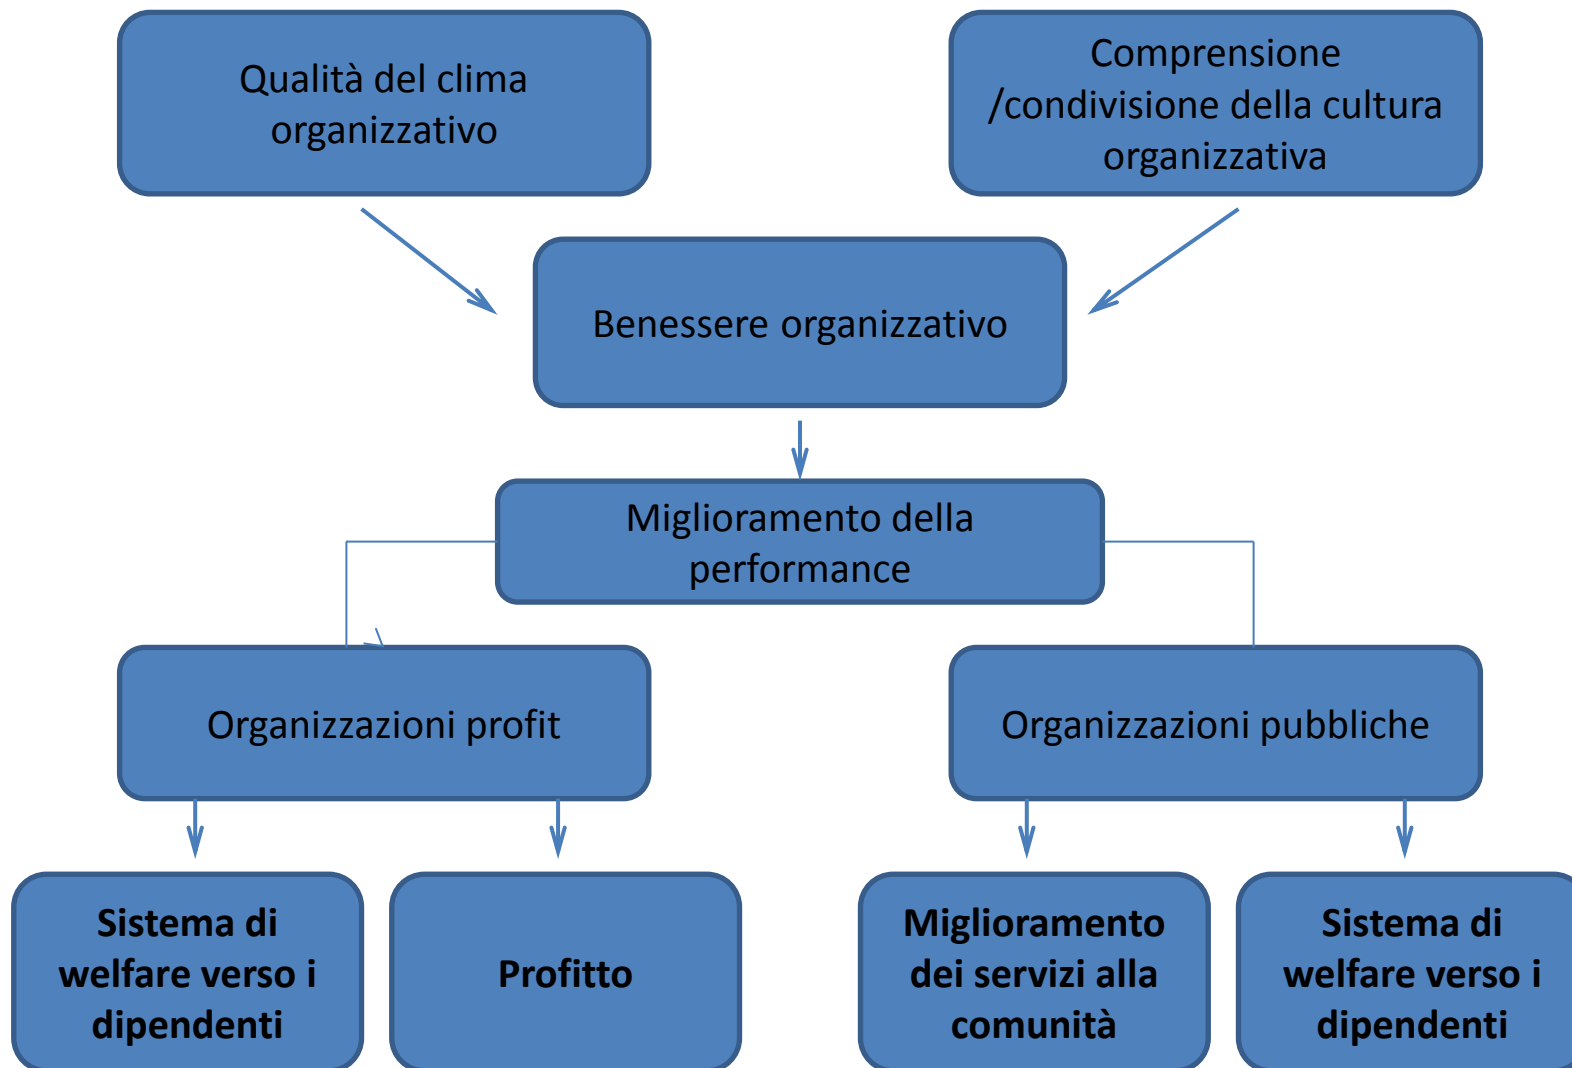 Qualità del clima
organizzativo
Comprensione
/condivisione della cultura
organizzativa
Benessere organizzativo
Miglioramento della
performance
Organizzazioni profit
Organizzazioni pubbliche
Sistema di
welfare verso i
dipendenti
Profitto
Miglioramento
dei servizi alla
comunità
Sistema di
welfare verso i
dipendenti